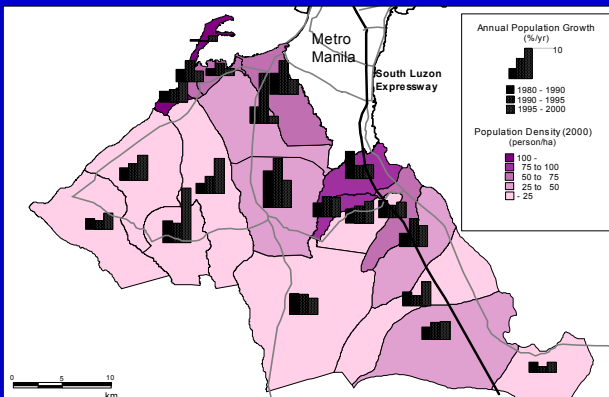 Metro
Manila
South Luzon
Expressway
Annual Population Growth
(%/yr)
10
1980 - 1990
1990 - 1995
1995 - 2000
Population Density (2000)
(person/ha)
100 -
75 to 100
50 to 75
25 to 50
- 25
0 5 10
km